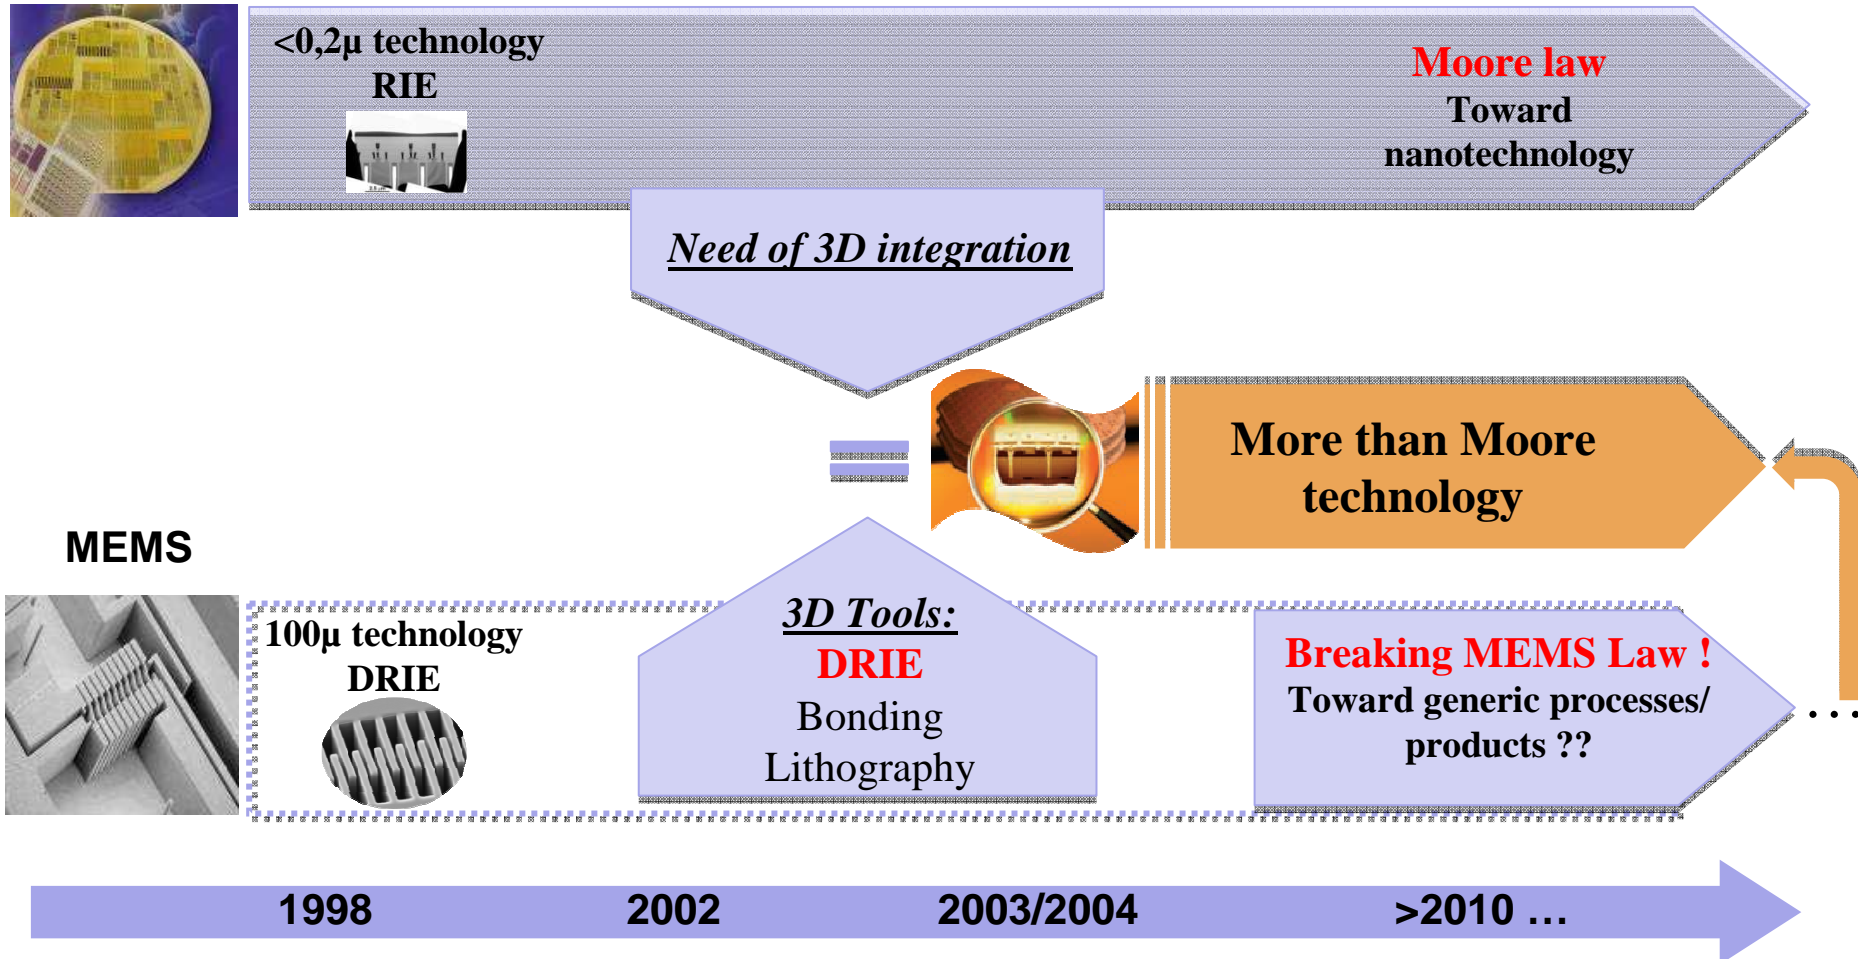 <0,2µ technology
RIE
Moore law
Toward
nanotechnology
Need of 3D integration
More than Moore
technology
MEMS
100µ technology
DRIE
3D Tools:
DRIE
Bonding
Lithography
Breaking MEMS Law !
Toward generic processes/
products ??
...
1998
2002
2003/2004
>2010 …